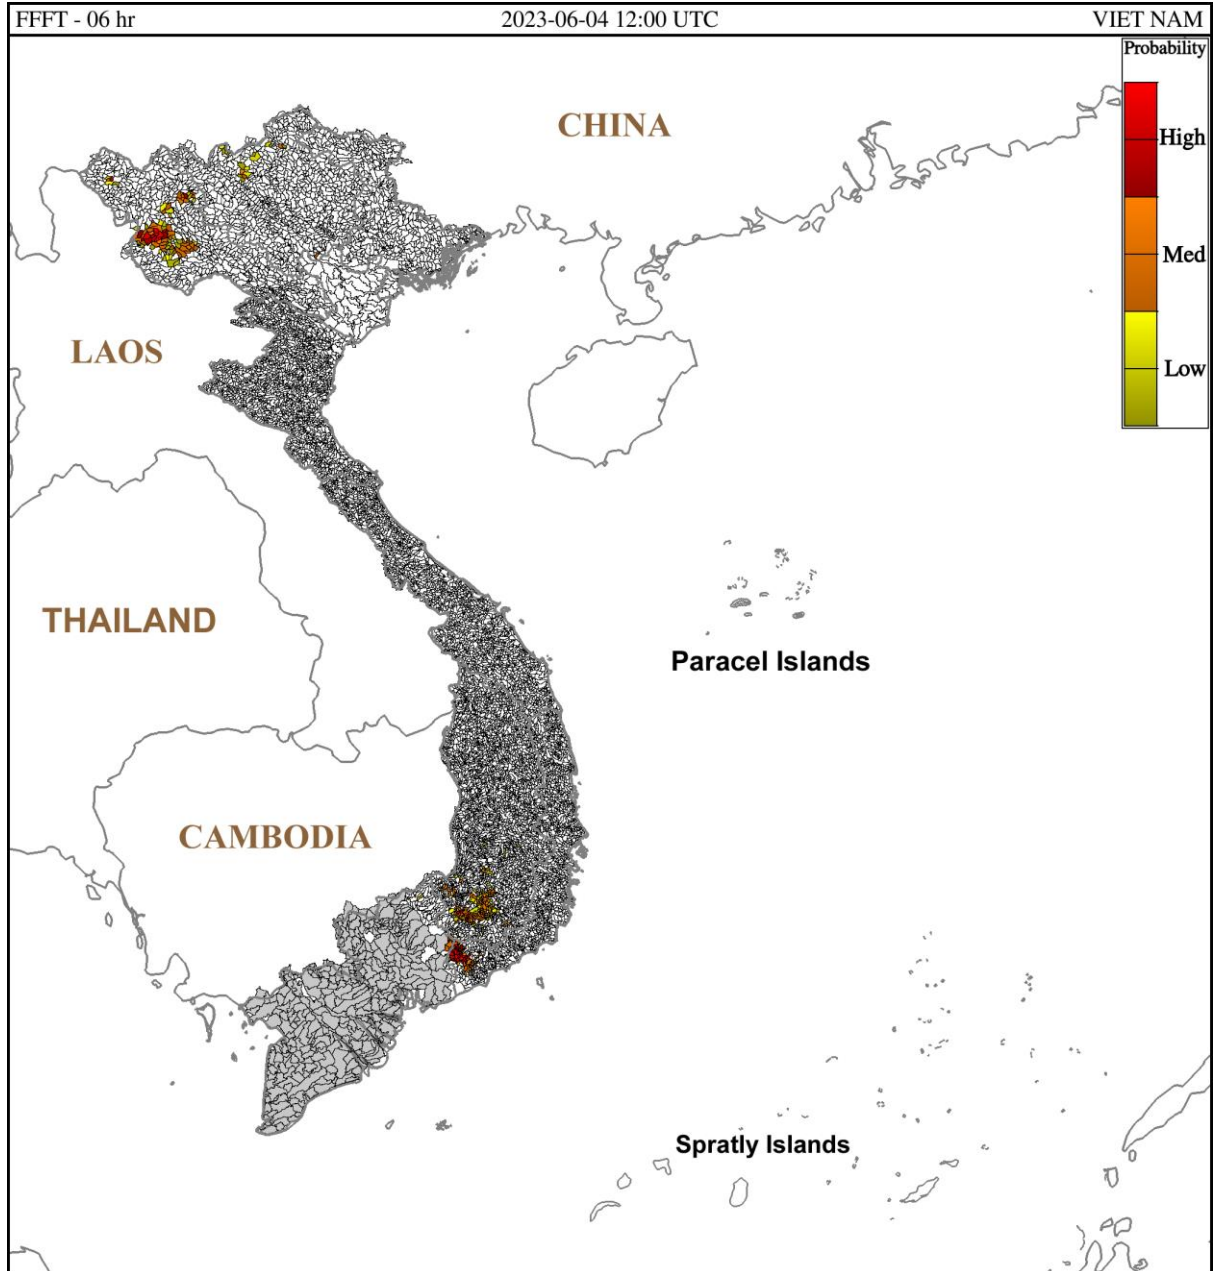 FFFT - 06 hr
2023-06-04 12:00 UTC
VIET NAM
Probability
CHINA
High
Med
LAOS
Low
THAILAND
Paracel Islands
CAMBODIA
Spratly Islands